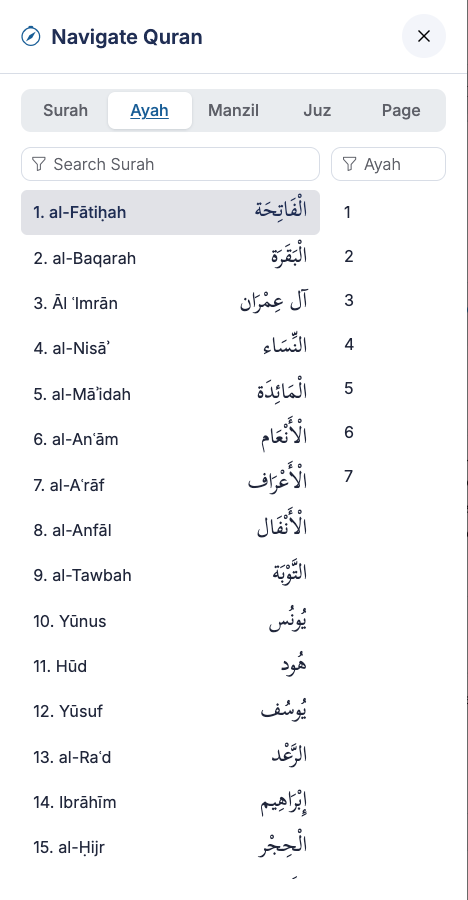 Navigate Quran
Surah Ayah Manzil Juz Page
Search Surah Ayah
1. al-Fātiḥah الْفَاتِحَة 1
2. al-Baqarah الْبَقَرَة 2
3. Āl ʿImrān آل عِمْرَان 3
4. al-Nisāʾ النِّسَاء 4
5. al-Māʾidah الْمَائِدَة 5
6. al-Anʿām الْأَنْعَام 6
7. al-Aʿrāf الْأَعْرَاف 7
8. al-Anfāl الْأَنْفَال
9. al-Tawbah التَّوْبَة
10. Yūnus يُونُس
11. Hūd هُود
12. Yūsuf يُوسُف
13. al-Raʿd الرَّعْد
14. Ibrāhīm إِبْرَاهِيم
15. al-Ḥijr الْحِجْر